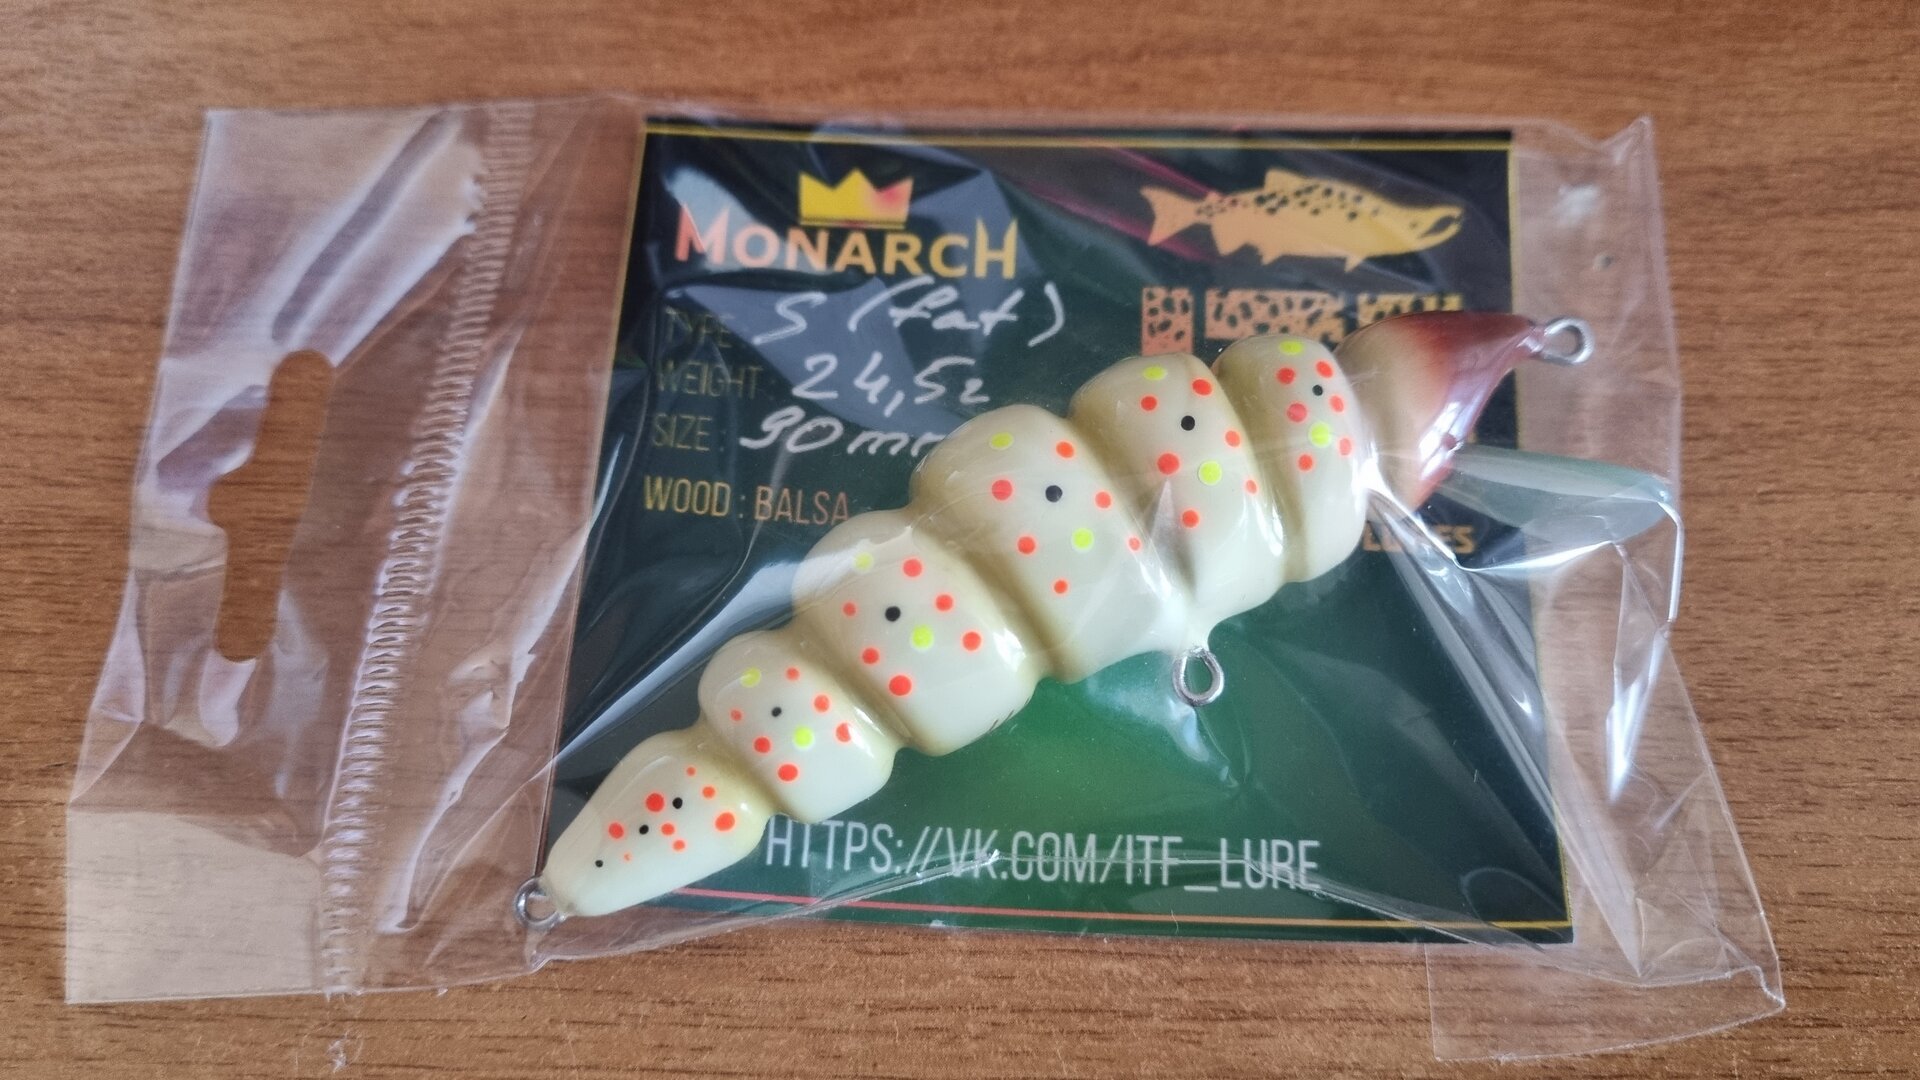 MONARCH
TYPE S (fat)
WEIGHT : 24,5г
SIZE : 90mm
WOOD : BALSA
HTTPS://VK.COM/ITF_LURE